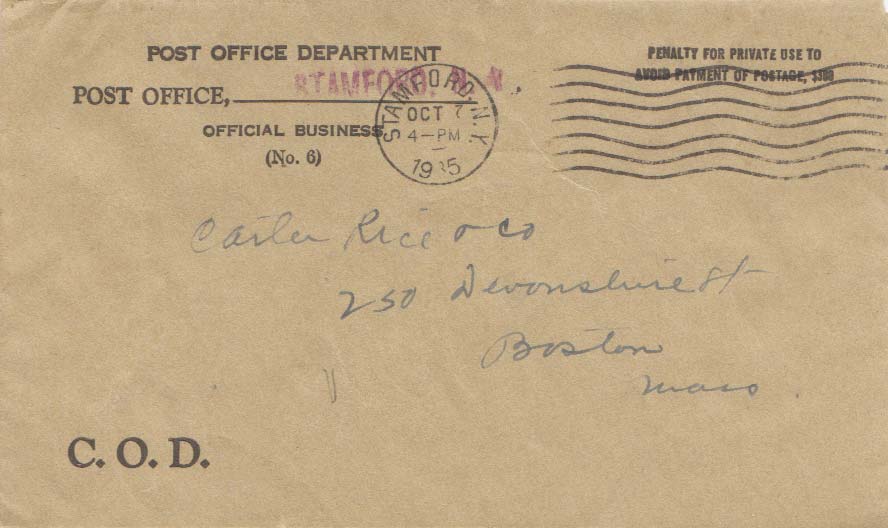 POST OFFICE DEPARTMENT
POST OFFICE,
STAMFORD, N. Y.
OFFICIAL BUSINESS
(No. 6)
STAMFORD, N.Y.
OCT 7
4-PM
1935
PENALTY FOR PRIVATE USE TO
AVOID PAYMENT OF POSTAGE, $300
Carter Rice & Co
250 Devonshire St
Boston
Mass
C. O. D.